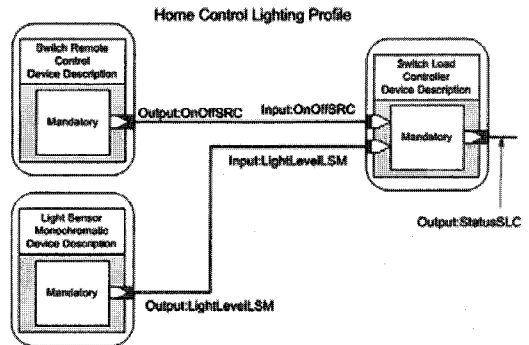 Home Control Lighting Profile
Switch Remote
Control
Device Description
Mandatory
Output:OnOffSRC
Input:OnOffSRC
Input:LightLevelLSM
Switch Load
Controller
Device Description
Mandatory
Output:StatusSLC
Light Sensor
Monochromatic
Device Description
Mandatory
Output:LightLevelLSM